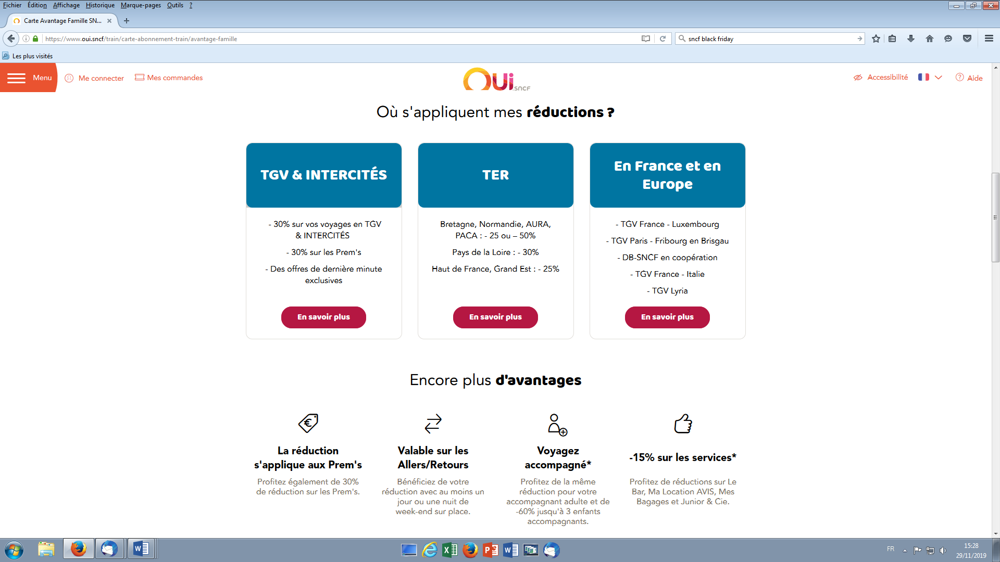 Fichier Édition Affichage Historique Marque-pages Outils ?
Carte Avantage Famille SN...
https://www.oui.sncf/train/carte-abonnement-train/avantage-famille
sncf black friday
Les plus visités
Menu
Me connecter
Mes commandes
OUi.sncf
Accessibilité
Aide
Où s'appliquent mes réductions ?
TGV & INTERCITÉS
- 30% sur vos voyages en TGV
& INTERCITÉS
- 30% sur les Prem's
- Des offres de dernière minute
exclusives
En savoir plus
TER
Bretagne, Normandie, AURA,
PACA : - 25 ou – 50%
Pays de la Loire : - 30%
Haut de France, Grand Est : - 25%
En savoir plus
En France et en
Europe
- TGV France - Luxembourg
- TGV Paris - Fribourg en Brisgau
- DB-SNCF en coopération
- TGV France - Italie
- TGV Lyria
En savoir plus
Encore plus d'avantages
La réduction
s'applique aux Prem's
Profitez également de 30%
de réduction sur les Prem's.
Valable sur les
Allers/Retours
Bénéficiez de votre
réduction avec au moins un
jour ou une nuit de
week-end sur place.
Voyagez
accompagné*
Profitez de la même
réduction pour votre
accompagnant adulte et de
-60% jusqu'à 3 enfants
accompagnants.
-15% sur les services*
Profitez de réductions sur Le
Bar, Ma Location AVIS, Mes
Bagages et Junior & Cie.
FR
15:28
29/11/2019